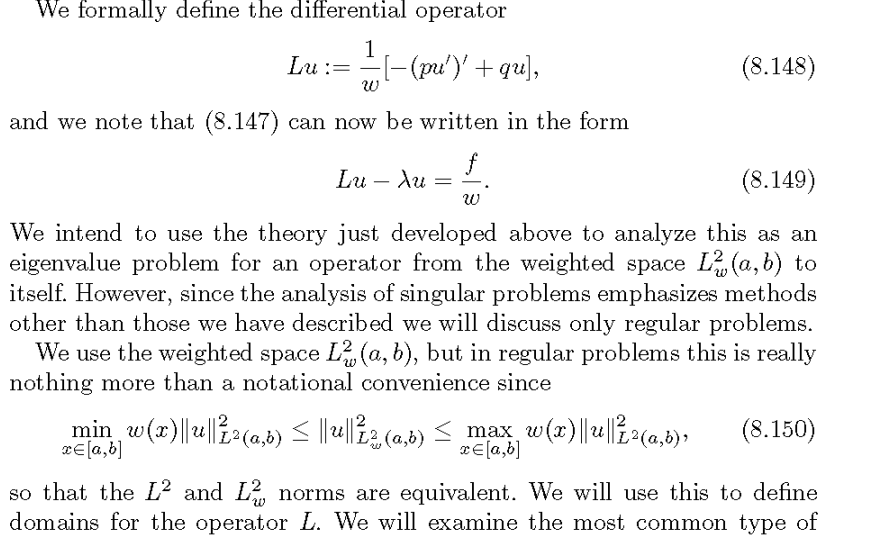 We formally define the differential operator
Lu := 1/w [−(pu′)′ + qu], (8.148)
and we note that (8.147) can now be written in the form
Lu − λu = f/w. (8.149)
We intend to use the theory just developed above to analyze this as an
eigenvalue problem for an operator from the weighted space L²_w(a, b) to
itself. However, since the analysis of singular problems emphasizes methods
other than those we have described we will discuss only regular problems.
We use the weighted space L²_w(a, b), but in regular problems this is really
nothing more than a notational convenience since
min_{x∈[a,b]} w(x)‖u‖²_{L²(a,b)} ≤ ‖u‖²_{L²_w(a,b)} ≤ max_{x∈[a,b]} w(x)‖u‖²_{L²(a,b)}, (8.150)
so that the L² and L²_w norms are equivalent. We will use this to define
domains for the operator L. We will examine the most common type of